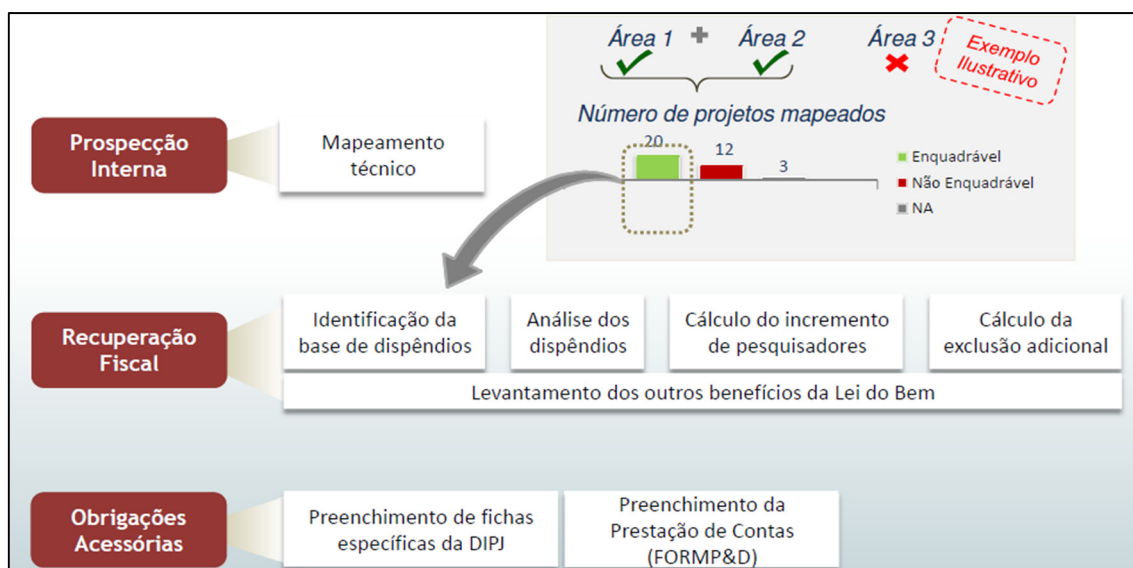 Área 1 + Área 2
Área 3
Exemplo
Ilustrativo
Número de projetos mapeados
20
12
3
Enquadrável
Não Enquadrável
NA
Prospecção
Interna
Mapeamento
técnico
Recuperação
Fiscal
Identificação da
base de dispêndios
Análise dos
dispêndios
Cálculo do incremento
de pesquisadores
Cálculo da
exclusão adicional
Levantamento dos outros benefícios da Lei do Bem
Obrigações
Acessórias
Preenchimento de fichas
específicas da DIPJ
Preenchimento da
Prestação de Contas
(FORMP&D)